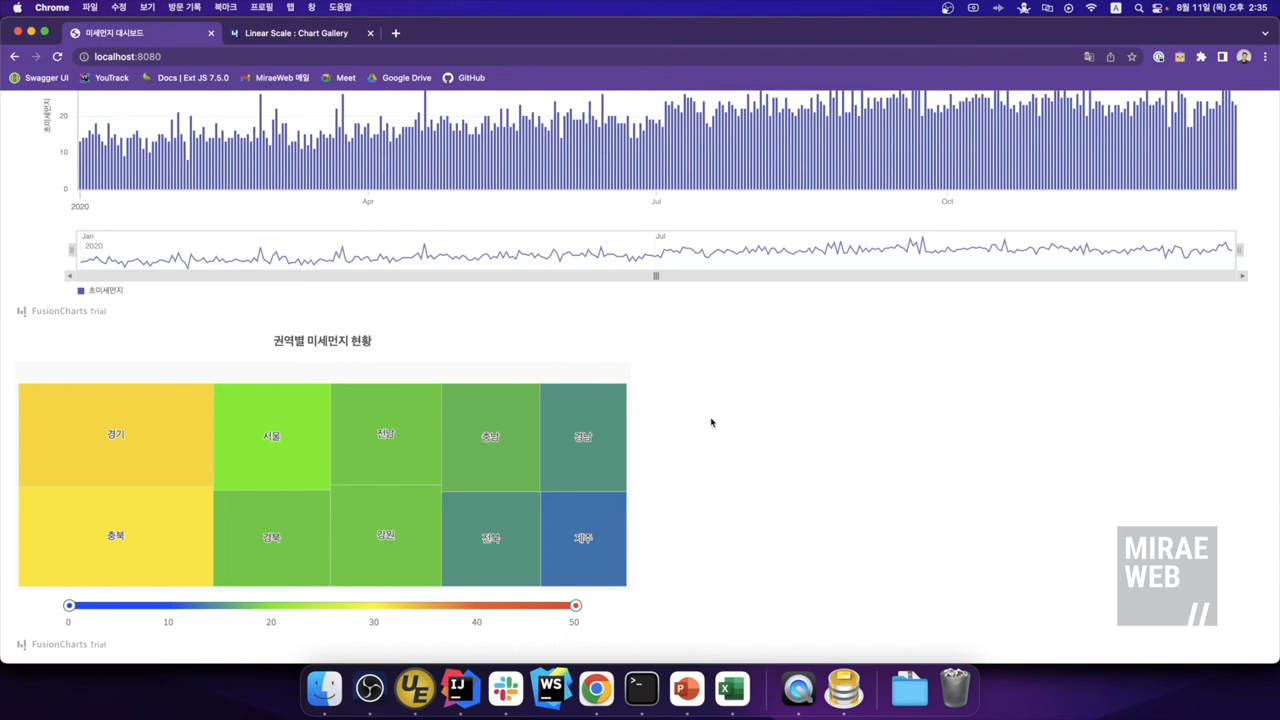 Chrome 파일 수정 보기 방문 기록 북마크 프로필 탭 창 도움말 A 8월 11일(목) 오후 2:35
미세먼지 대시보드 Linear Scale : Chart Gallery
localhost:8080
Swagger UI YouTrack Docs | Ext JS 7.5.0 MiraeWeb 메일 Meet Google Drive GitHub
초미세먼지
20
10
0
2020 Apr Jul Oct
Jan Jul
2020
초미세먼지
FusionCharts Trial
권역별 미세먼지 현황
경기 서울 전남 충남 경남
충북 경북 강원 전북 제주
0 10 20 30 40 50
FusionCharts Trial
MIRAE
WEB
//
UE IJ WS >_ P X